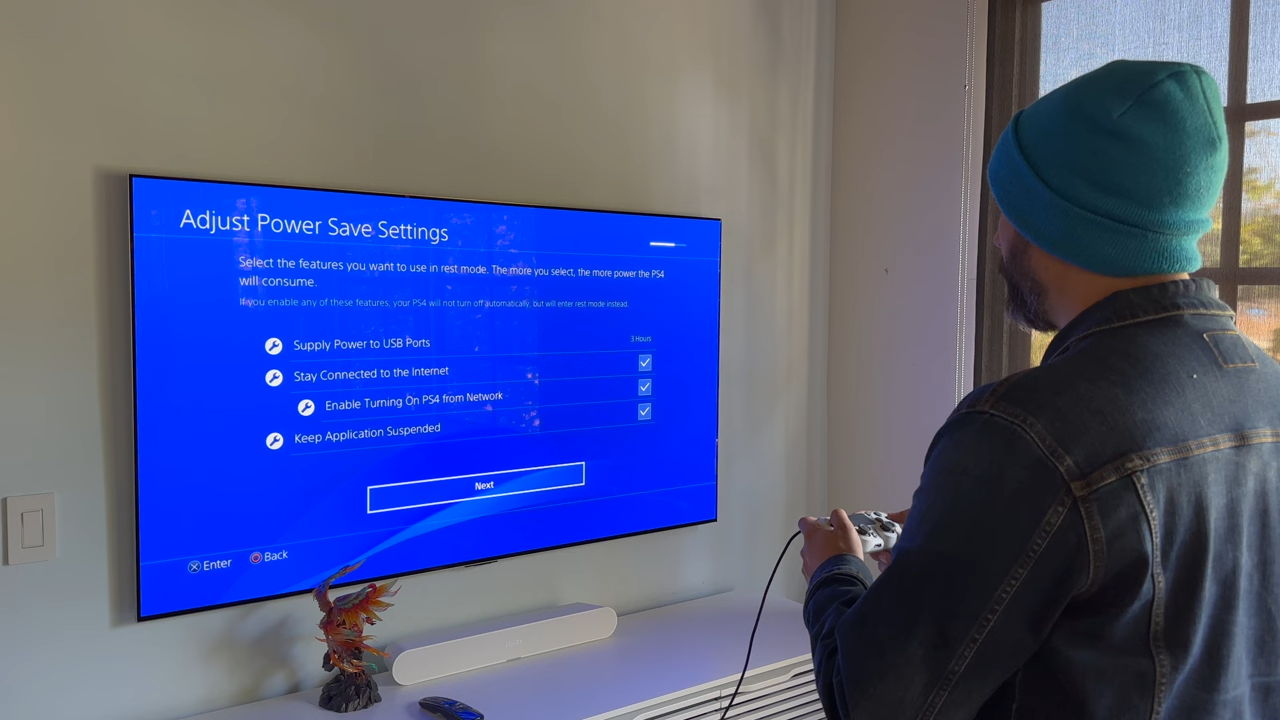 Adjust Power Save Settings
Select the features you want to use in rest mode. The more you select, the more power the PS4
will consume.
If you enable any of these features, your PS4 will not turn off automatically, but will enter rest mode instead.
Supply Power to USB Ports 3 Hours
Stay Connected to the Internet
Enable Turning On PS4 from Network
Keep Application Suspended
Next
Enter Back